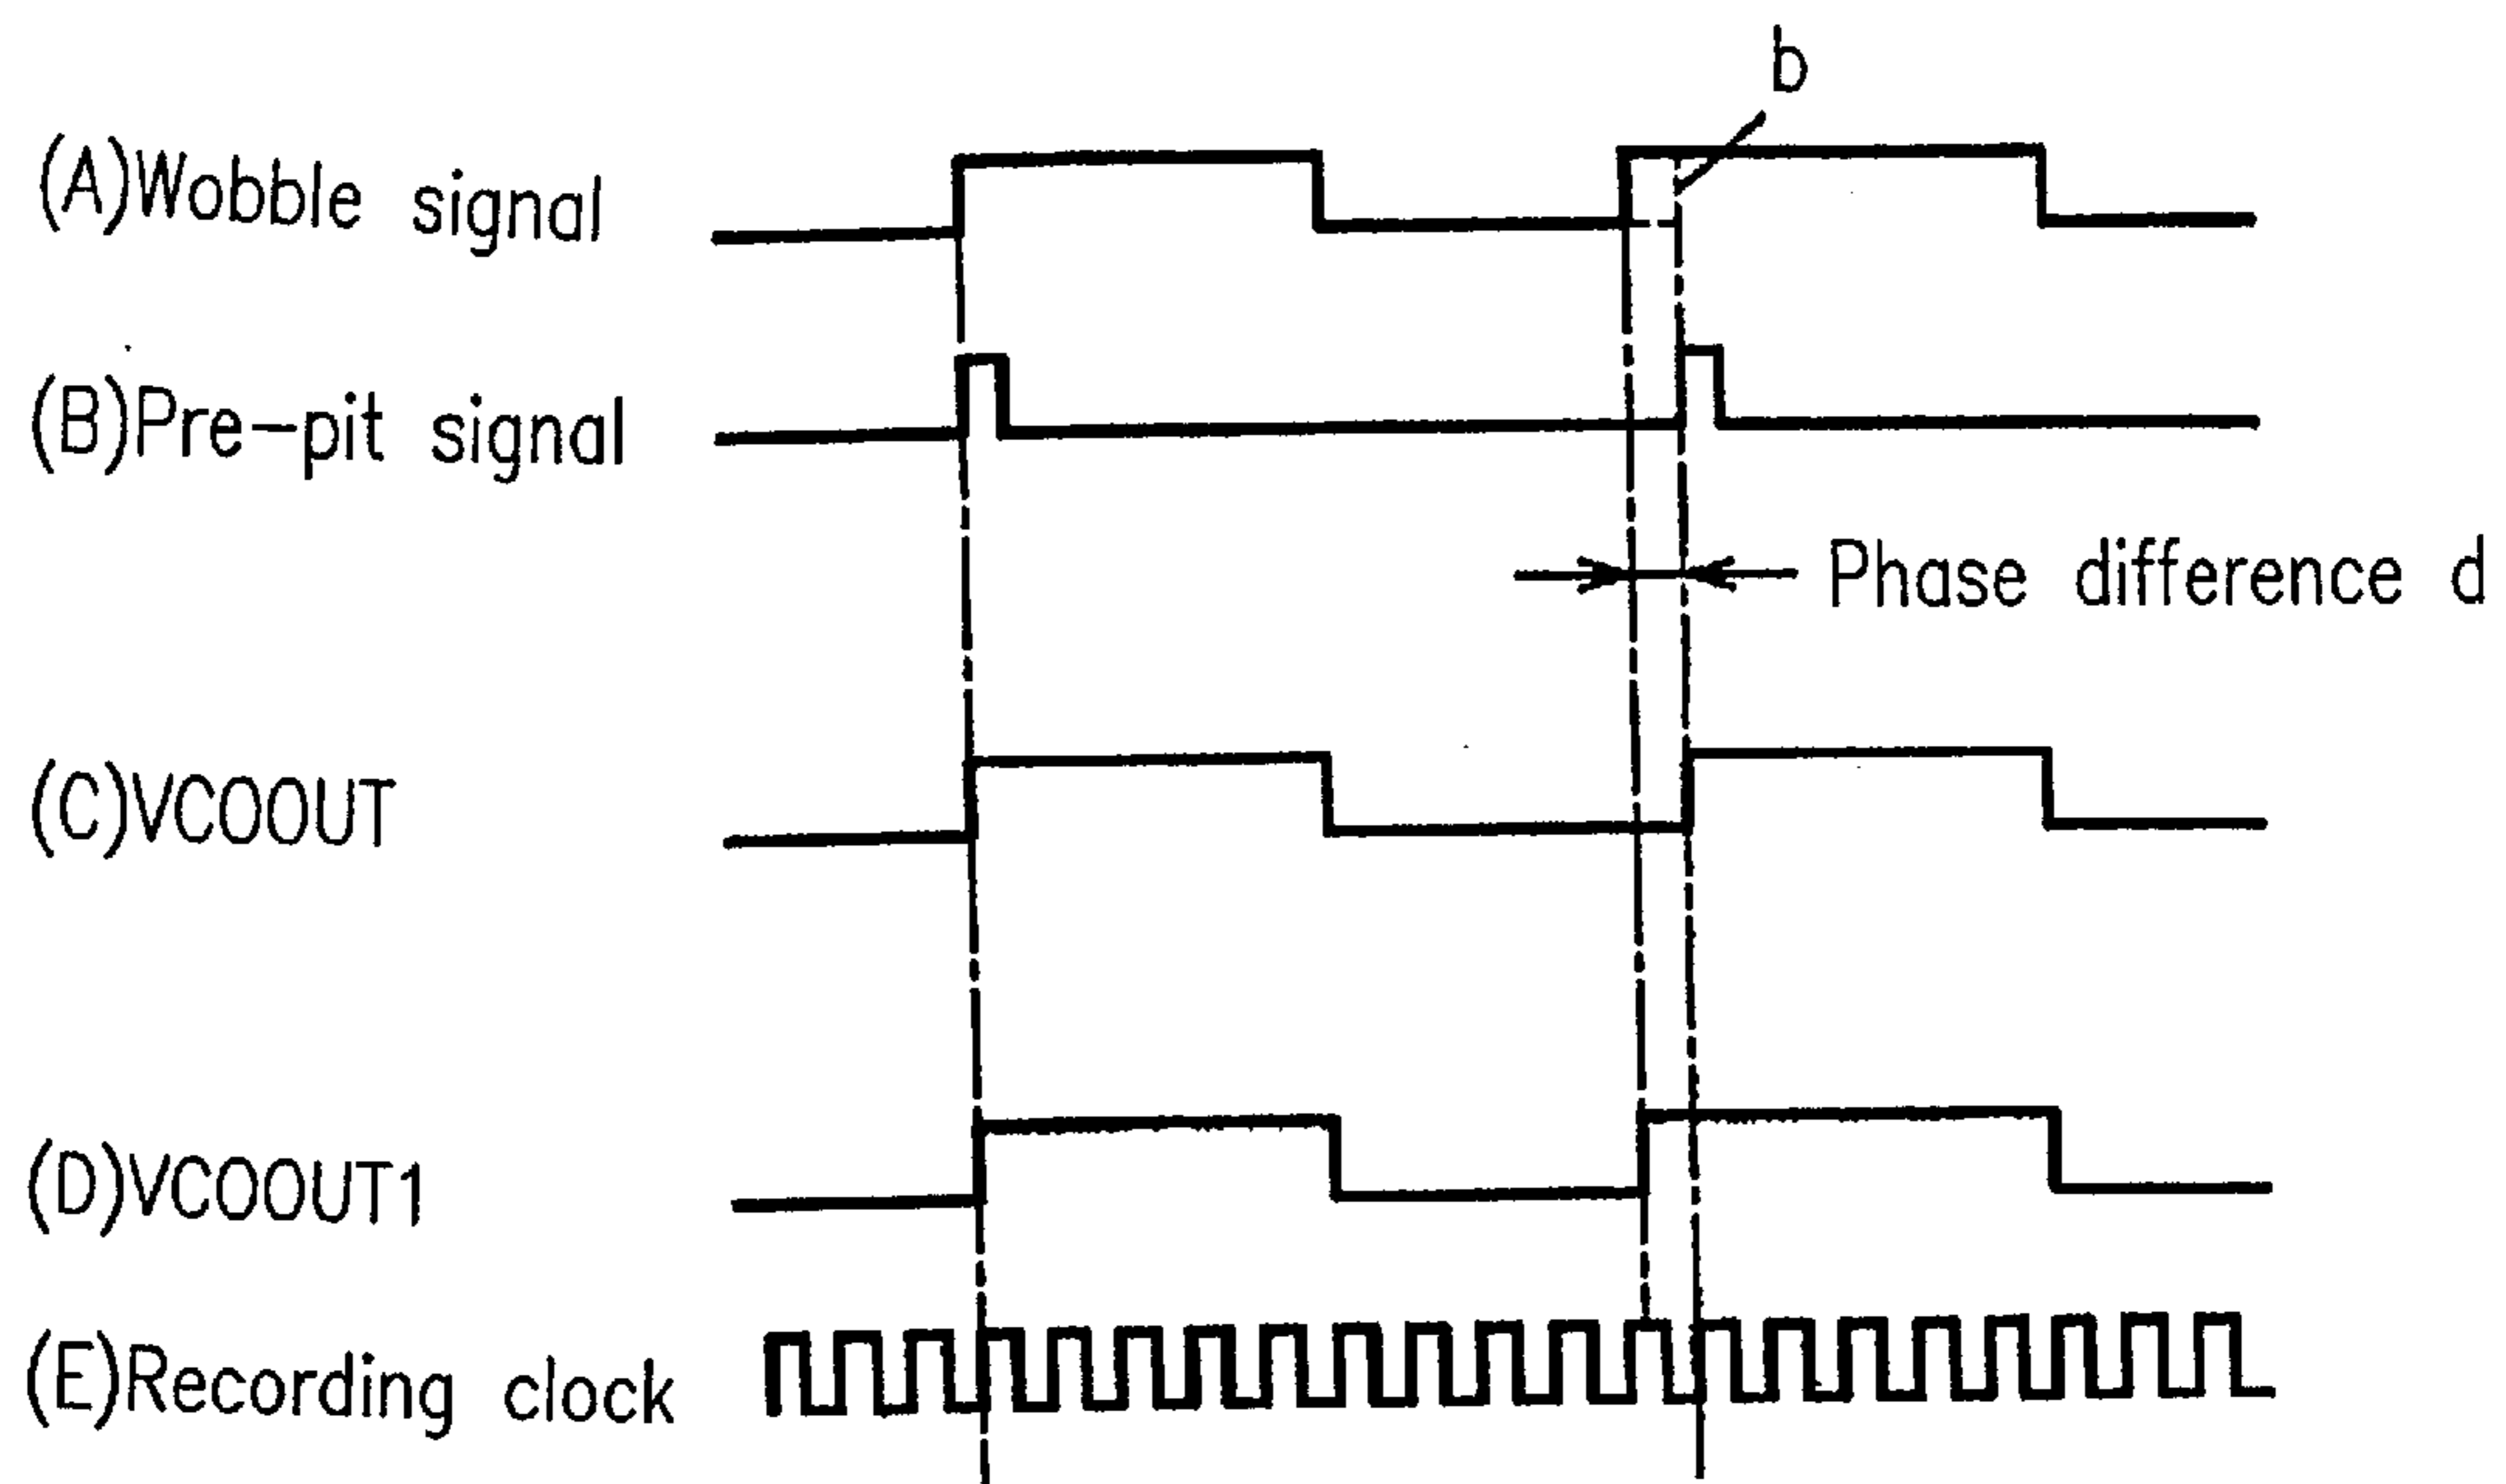 b
(A)Wobble signal
(B)Pre-pit signal
Phase difference d
(C)VCOOUT
(D)VCOOUT1
(E)Recording clock